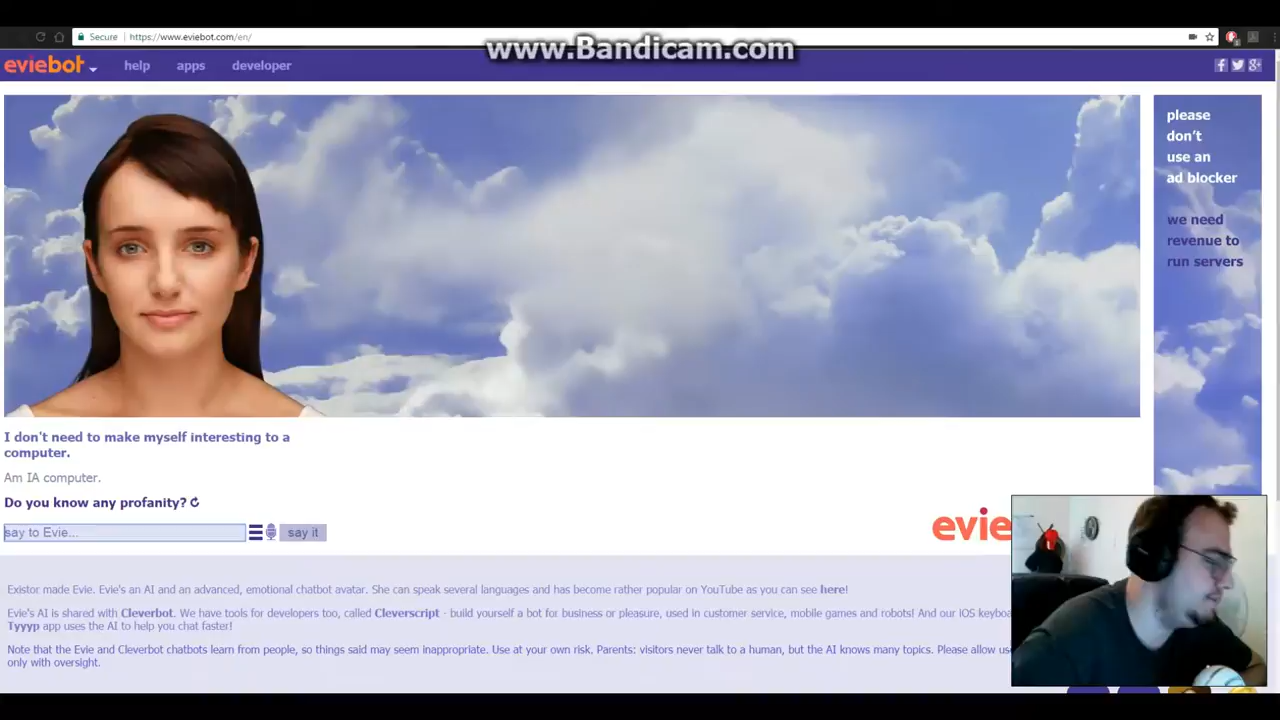 Secure https://www.eviebot.com/en/
www.Bandicam.com
eviebot help apps developer
please
don't
use an
ad blocker
we need
revenue to
run servers
I don't need to make myself interesting to a
computer.
Am IA computer.
Do you know any profanity?
say to Evie...
say it
evie
Existor made Evie. Evie's an AI and an advanced, emotional chatbot avatar. She can speak several languages and has become rather popular on YouTube as you can see here!
Evie's AI is shared with Cleverbot. We have tools for developers too, called Cleverscript - build yourself a bot for business or pleasure, used in customer service, mobile games and robots! And our iOS
Tyyyp app uses the AI to help you chat faster!
Note that the Evie and Cleverbot chatbots learn from people, so things said may seem inappropriate. Use at your own risk. Parents: visitors never talk to a human, but the AI knows many topics. Please allow
only with oversight.